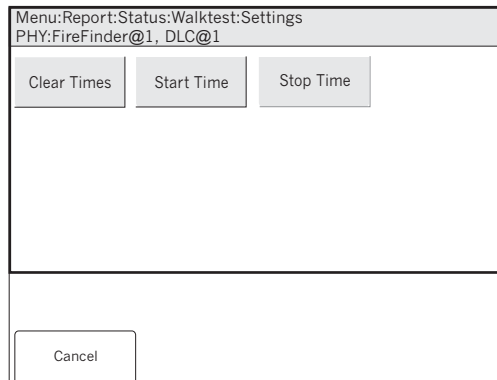 Menu:Report:Status:Walktest:Settings
PHY:FireFinder@1, DLC@1
Clear Times Start Time Stop Time
Cancel